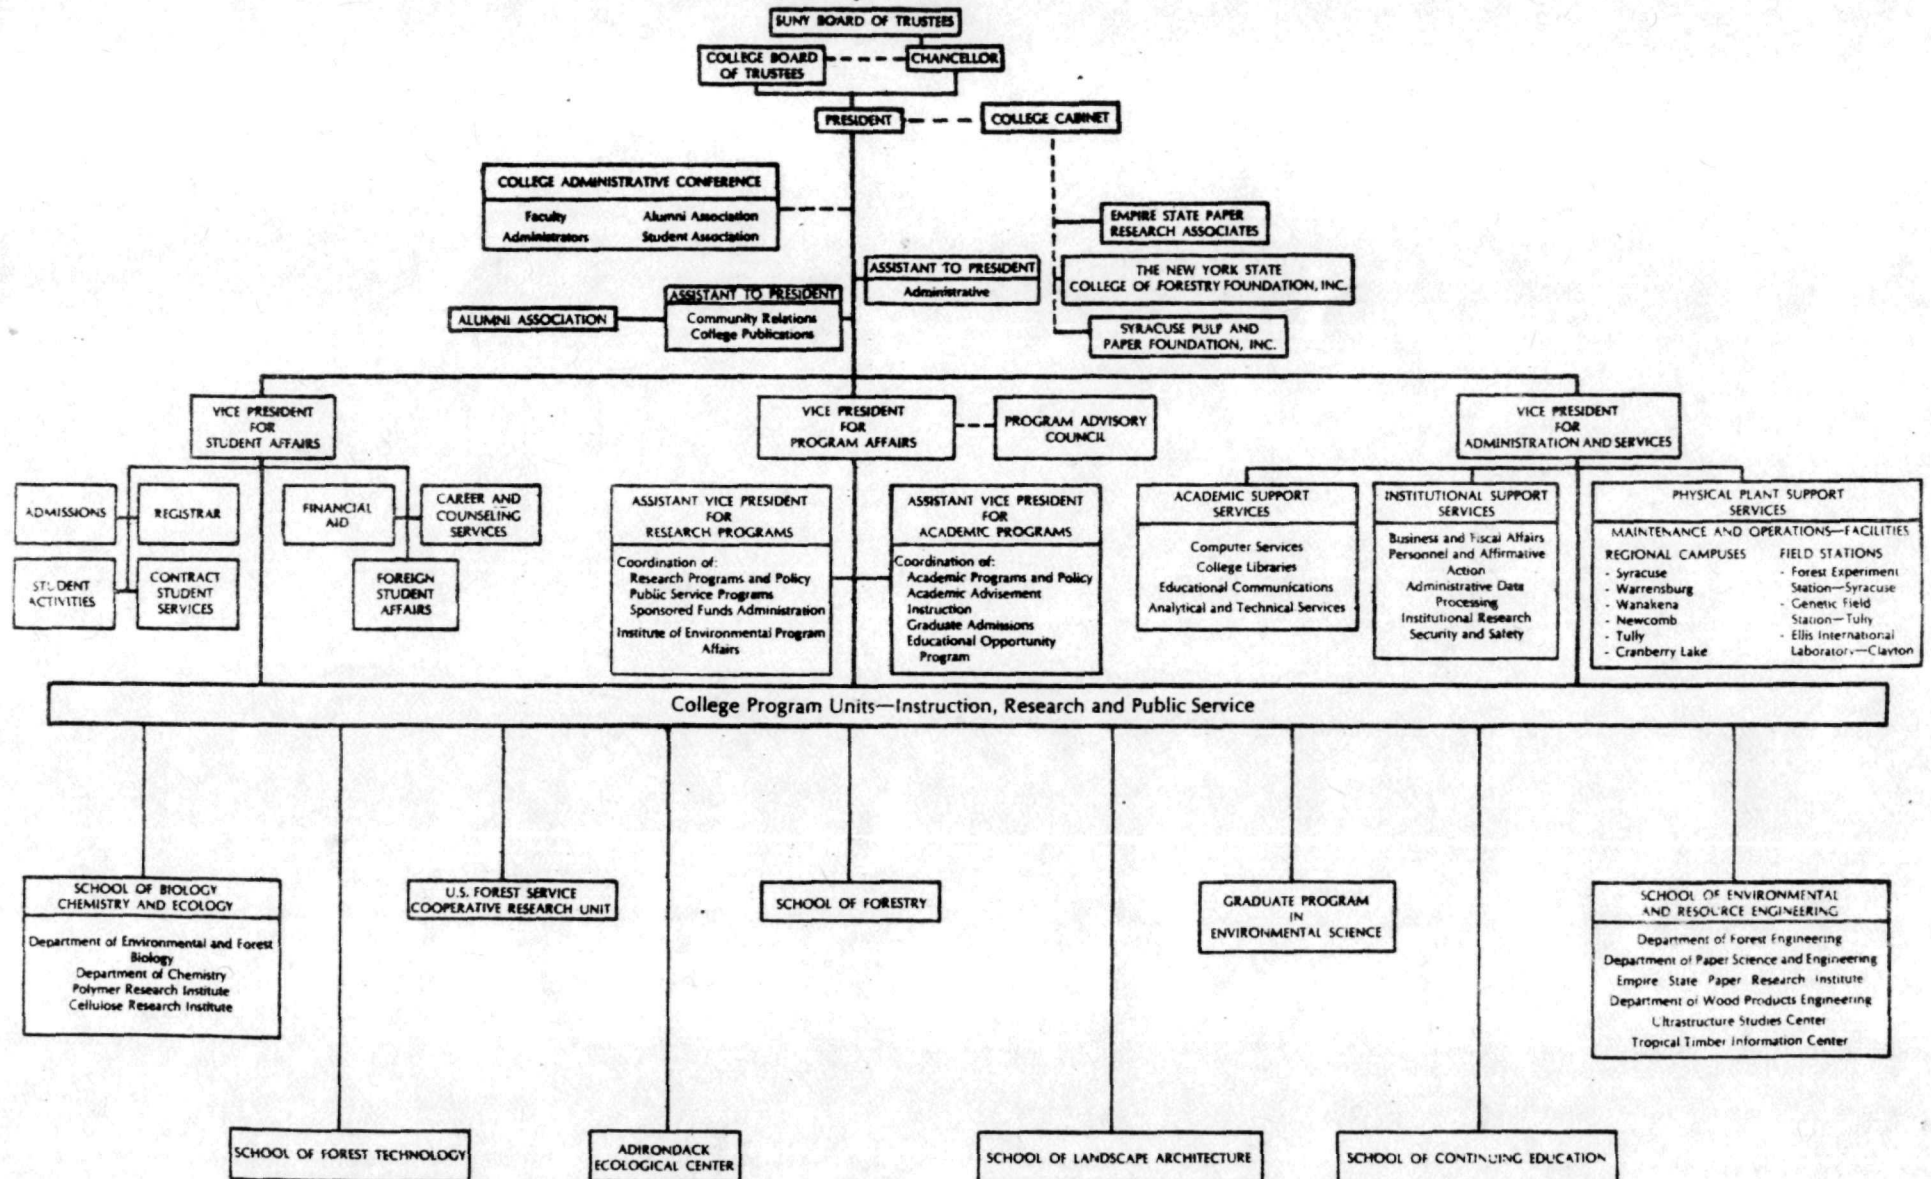 SUNY BOARD OF TRUSTEES
COLLEGE BOARD
OF TRUSTEES
CHANCELLOR
PRESIDENT
COLLEGE CABINET
COLLEGE ADMINISTRATIVE CONFERENCE
Faculty
Alumni Association
Administrators
Student Association
EMPIRE STATE PAPER
RESEARCH ASSOCIATES
ASSISTANT TO PRESIDENT
Administrative
THE NEW YORK STATE
COLLEGE OF FORESTRY FOUNDATION, INC.
ALUMNI ASSOCIATION
ASSISTANT TO PRESIDENT
Community Relations
College Publications
SYRACUSE PULP AND
PAPER FOUNDATION, INC.
VICE PRESIDENT
FOR
STUDENT AFFAIRS
VICE PRESIDENT
FOR
PROGRAM AFFAIRS
PROGRAM ADVISORY
COUNCIL
VICE PRESIDENT
FOR
ADMINISTRATION AND SERVICES
ADMISSIONS
REGISTRAR
FINANCIAL
AID
CAREER AND
COUNSELING
SERVICES
STUDENT
ACTIVITIES
CONTRACT
STUDENT
SERVICES
FOREIGN
STUDENT
AFFAIRS
ASSISTANT VICE PRESIDENT
FOR
RESEARCH PROGRAMS
Coordination of:
Research Programs and Policy
Public Service Programs
Sponsored Funds Administration
Institute of Environmental Program
Affairs
ASSISTANT VICE PRESIDENT
FOR
ACADEMIC PROGRAMS
Coordination of:
Academic Programs and Policy
Academic Advisement
Instruction
Graduate Admissions
Educational Opportunity
Program
ACADEMIC SUPPORT
SERVICES
Computer Services
College Libraries
Educational Communications
Analytical and Technical Services
INSTITUTIONAL SUPPORT
SERVICES
Business and Fiscal Affairs
Personnel and Affirmative
Action
Administrative Data
Processing
Institutional Research
Security and Safety
PHYSICAL PLANT SUPPORT
SERVICES
MAINTENANCE AND OPERATIONS—FACILITIES
REGIONAL CAMPUSES
- Syracuse
- Warrensburg
- Wanakena
- Newcomb
- Tully
- Cranberry Lake
FIELD STATIONS
- Forest Experiment
Station—Syracuse
- Genetic Field
Station—Tully
- Ellis International
Laboratory—Clayton
College Program Units—Instruction, Research and Public Service
SCHOOL OF BIOLOGY
CHEMISTRY AND ECOLOGY
Department of Environmental and Forest
Biology
Department of Chemistry
Polymer Research Institute
Cellulose Research Institute
U.S. FOREST SERVICE
COOPERATIVE RESEARCH UNIT
SCHOOL OF FORESTRY
GRADUATE PROGRAM
IN
ENVIRONMENTAL SCIENCE
SCHOOL OF ENVIRONMENTAL
AND RESOURCE ENGINEERING
Department of Forest Engineering
Department of Paper Science and Engineering
Empire State Paper Research Institute
Department of Wood Products Engineering
Ultrastructure Studies Center
Tropical Timber Information Center
SCHOOL OF FOREST TECHNOLOGY
ADIRONDACK
ECOLOGICAL CENTER
SCHOOL OF LANDSCAPE ARCHITECTURE
SCHOOL OF CONTINUING EDUCATION